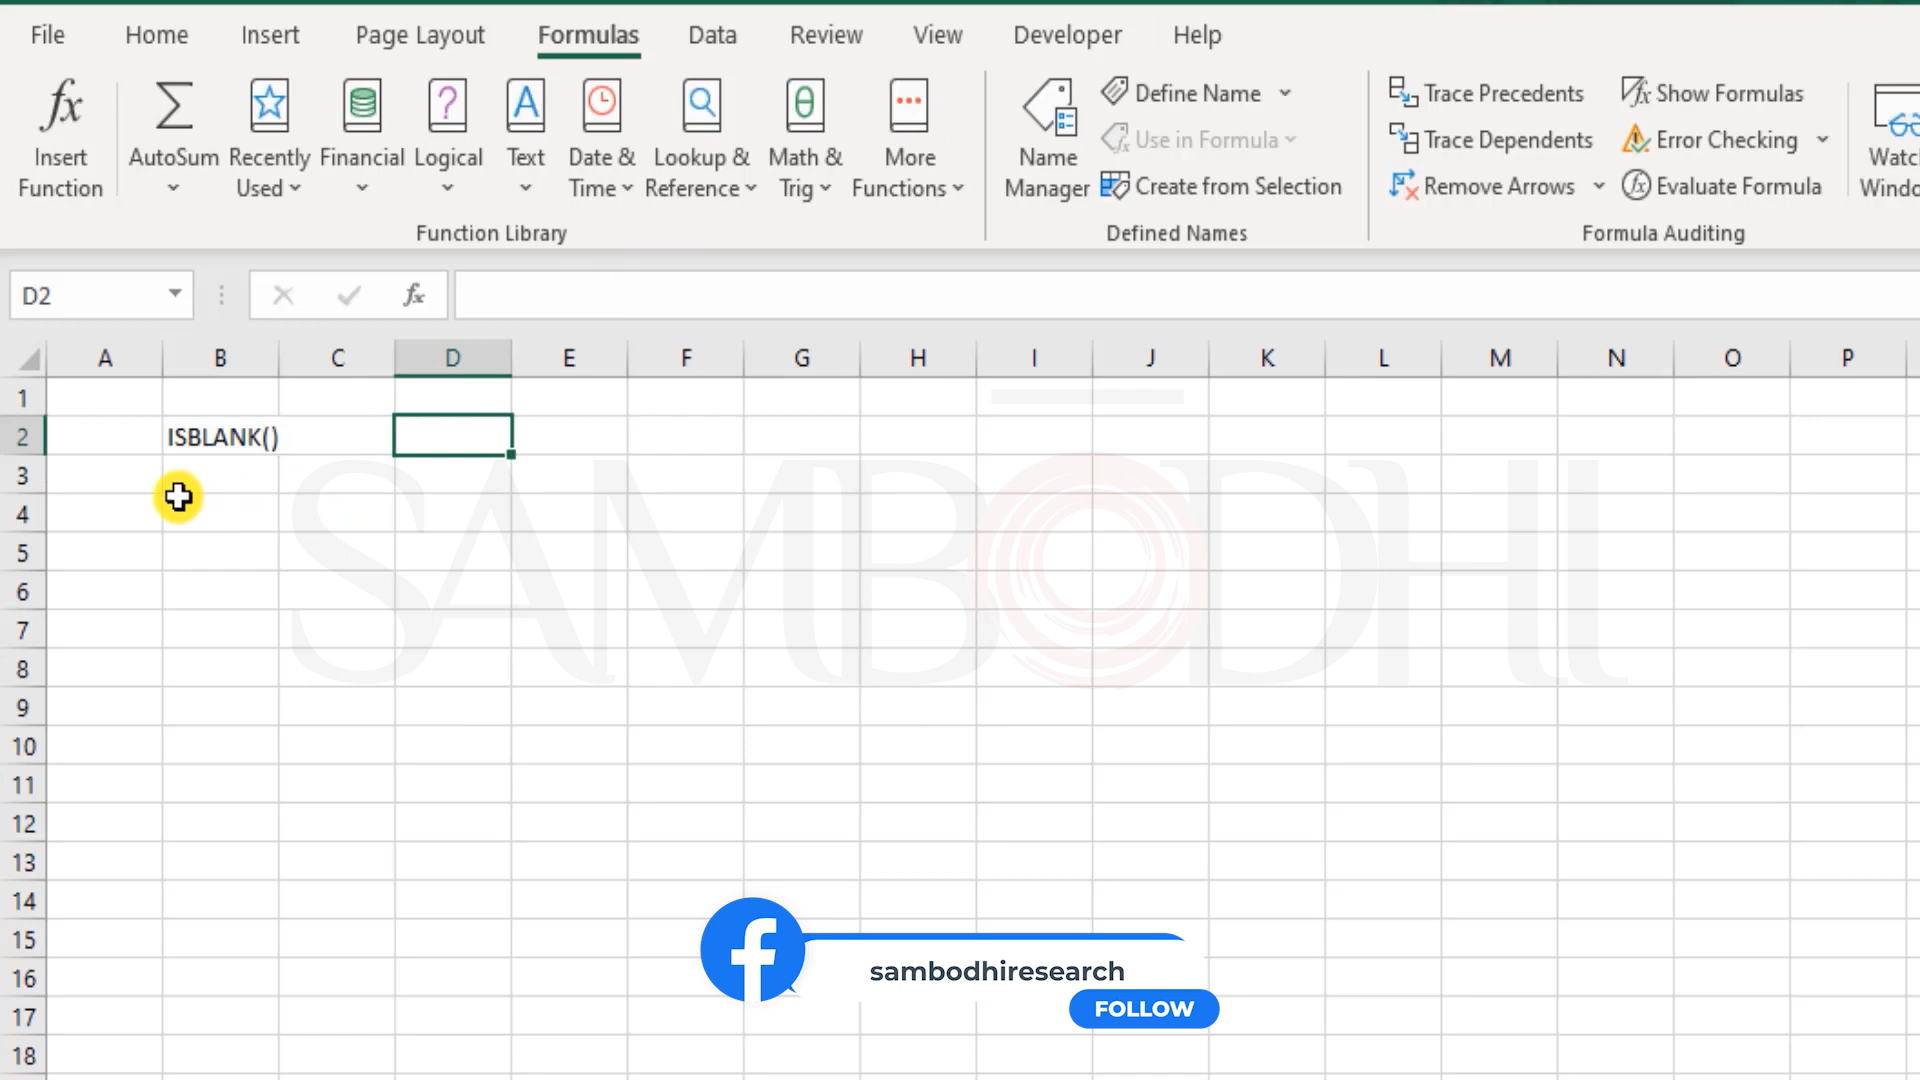 File Home Insert Page Layout Formulas Data Review View Developer Help
fx Insert Function
AutoSum
Recently Used
Financial
Logical
Text
Date & Time
Lookup & Reference
Math & Trig
More Functions
Function Library
Name Manager
Define Name
Use in Formula
Create from Selection
Defined Names
Trace Precedents
Trace Dependents
Remove Arrows
Show Formulas
Error Checking
Evaluate Formula
Formula Auditing
D2 fx
A B C D E F G H I J K L M N O P
1
2 ISBLANK()
3
4
5
6
7
8
9
10
11
12
13
14
15
16
17
18
SAMBODHI
sambodhiresearch
FOLLOW